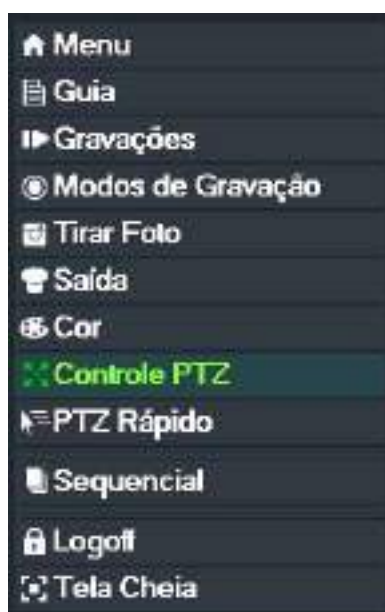 Menu
Guia
Gravações
Modos de Gravação
Tirar Foto
Saída
Cor
Controle PTZ
PTZ Rápido
Sequencial
Logoff
Tela Cheia